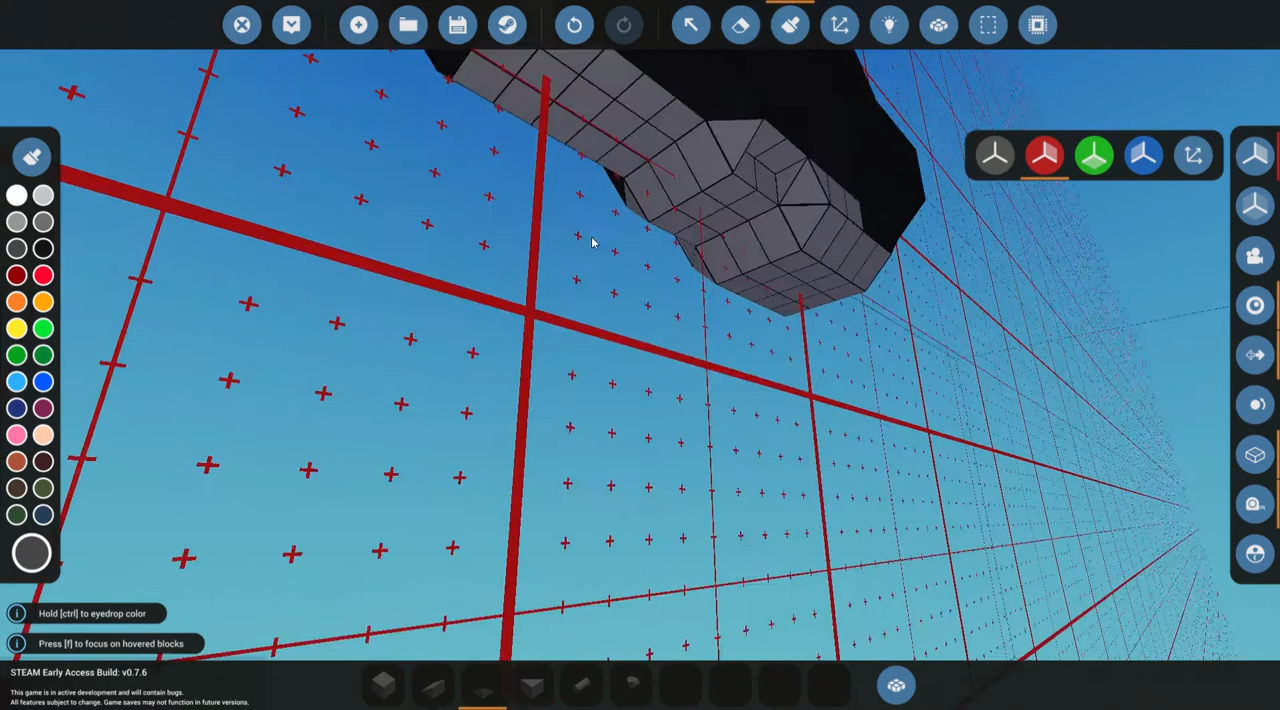 Hold [ctrl] to eyedrop color
Press [f] to focus on hovered blocks
STEAM Early Access Build: v0.7.6
This game is in active development and will contain bugs.
All features subject to change. Game saves may not function in future versions.